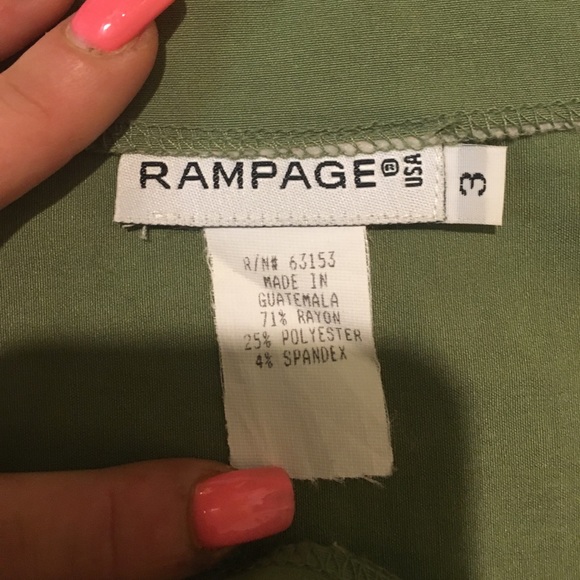 RAMPAGE® USA 3
R/N# 63153
MADE IN
GUATEMALA
71% RAYON
25% POLYESTER
4% SPANDEX